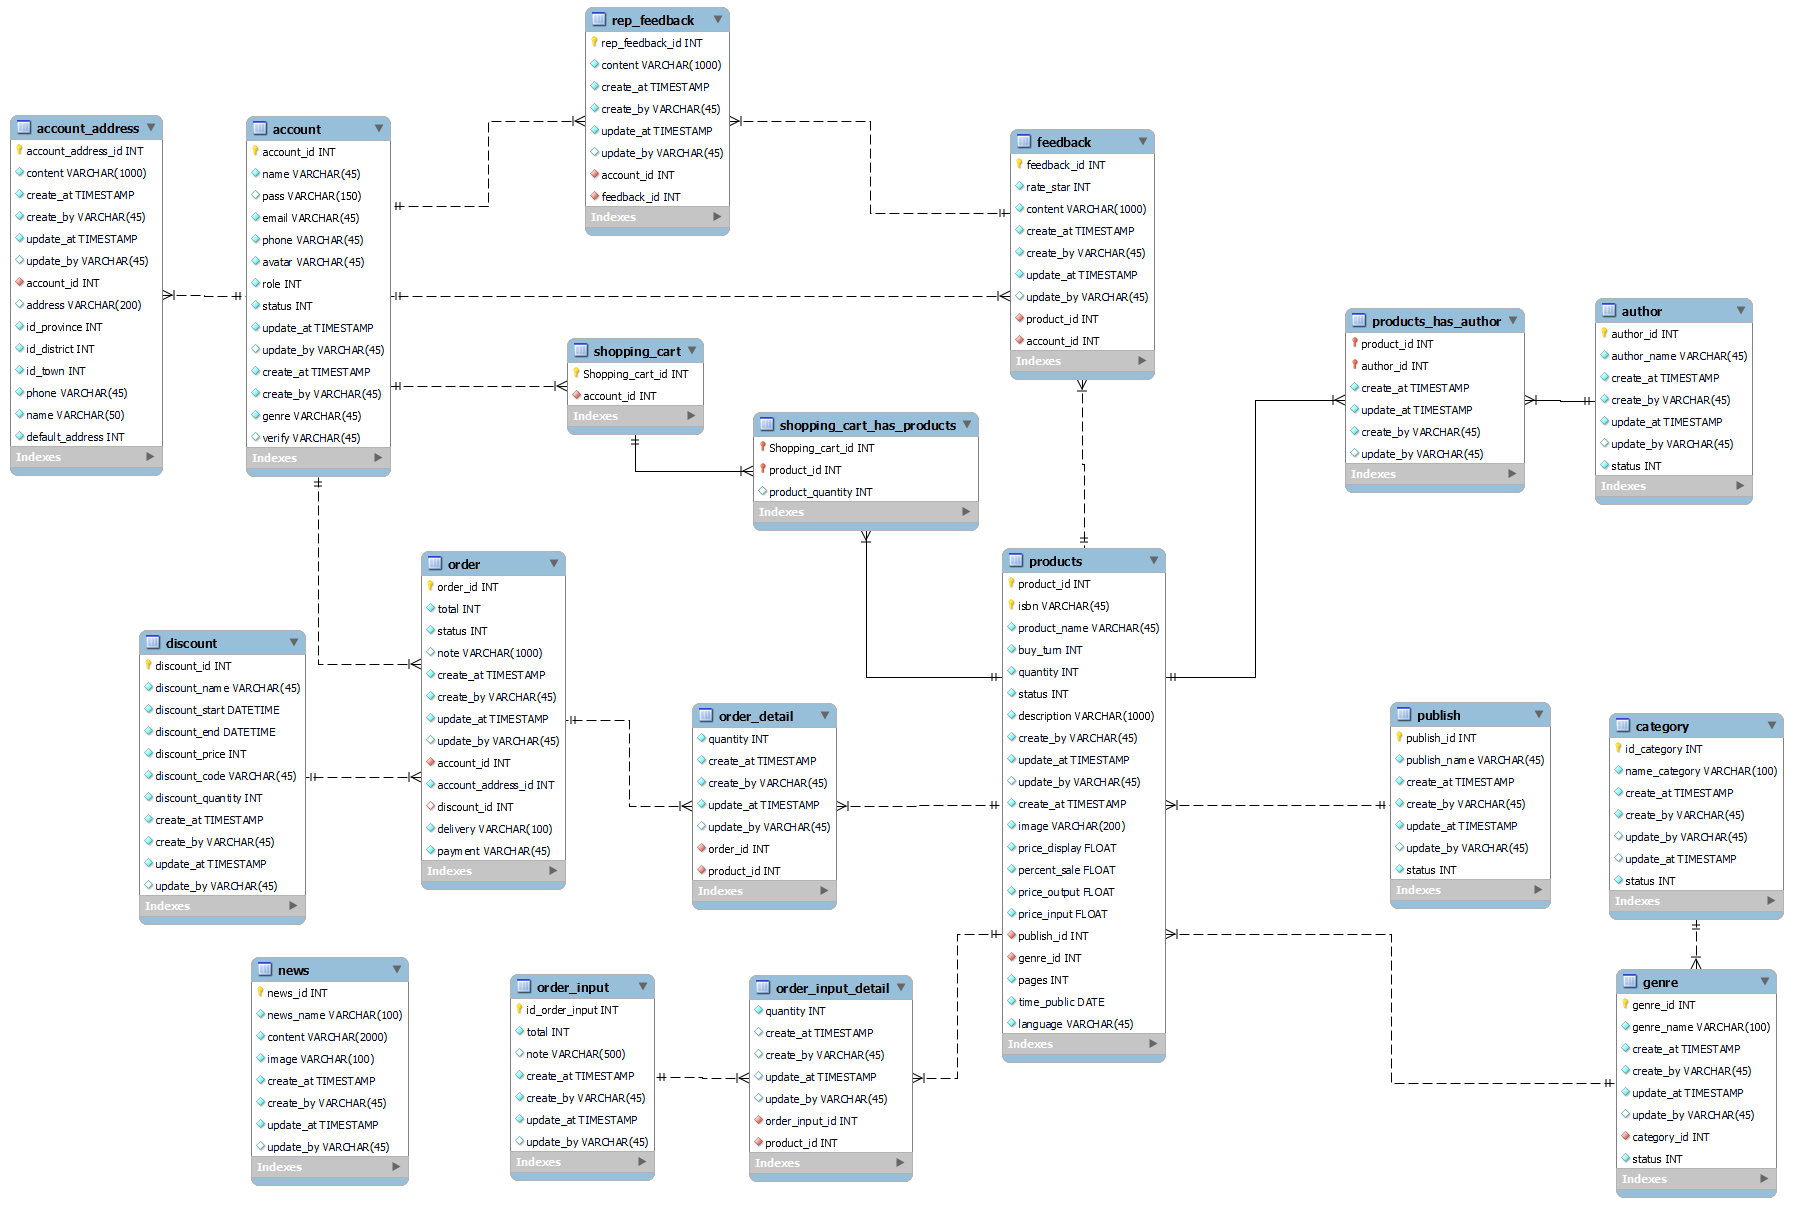 rep_feedback
rep_feedback_id INT
content VARCHAR(1000)
create_at TIMESTAMP
create_by VARCHAR(45)
update_at TIMESTAMP
update_by VARCHAR(45)
account_id INT
feedback_id INT
Indexes
account_address
account_address_id INT
content VARCHAR(1000)
create_at TIMESTAMP
create_by VARCHAR(45)
update_at TIMESTAMP
update_by VARCHAR(45)
account_id INT
address VARCHAR(200)
id_province INT
id_district INT
id_town INT
phone VARCHAR(45)
name VARCHAR(50)
default_address INT
Indexes
account
account_id INT
name VARCHAR(45)
pass VARCHAR(150)
email VARCHAR(45)
phone VARCHAR(45)
avatar VARCHAR(45)
role INT
status INT
update_at TIMESTAMP
update_by VARCHAR(45)
create_at TIMESTAMP
create_by VARCHAR(45)
genre VARCHAR(45)
verify VARCHAR(45)
Indexes
feedback
feedback_id INT
rate_star INT
content VARCHAR(1000)
create_at TIMESTAMP
create_by VARCHAR(45)
update_at TIMESTAMP
update_by VARCHAR(45)
product_id INT
account_id INT
Indexes
shopping_cart
Shopping_cart_id INT
account_id INT
Indexes
shopping_cart_has_products
Shopping_cart_id INT
product_id INT
product_quantity INT
Indexes
products_has_author
product_id INT
author_id INT
create_at TIMESTAMP
update_at TIMESTAMP
create_by VARCHAR(45)
update_by VARCHAR(45)
Indexes
author
author_id INT
author_name VARCHAR(45)
create_at TIMESTAMP
create_by VARCHAR(45)
update_at TIMESTAMP
update_by VARCHAR(45)
status INT
Indexes
order
order_id INT
total INT
status INT
note VARCHAR(1000)
create_at TIMESTAMP
create_by VARCHAR(45)
update_at TIMESTAMP
update_by VARCHAR(45)
account_id INT
account_address_id INT
discount_id INT
delivery VARCHAR(100)
payment VARCHAR(45)
Indexes
discount
discount_id INT
discount_name VARCHAR(45)
discount_start DATETIME
discount_end DATETIME
discount_price INT
discount_code VARCHAR(45)
discount_quantity INT
create_at TIMESTAMP
create_by VARCHAR(45)
update_at TIMESTAMP
update_by VARCHAR(45)
Indexes
order_detail
quantity INT
create_at TIMESTAMP
create_by VARCHAR(45)
update_at TIMESTAMP
update_by VARCHAR(45)
order_id INT
product_id INT
Indexes
products
product_id INT
isbn VARCHAR(45)
product_name VARCHAR(45)
buy_turn INT
quantity INT
status INT
description VARCHAR(1000)
create_by VARCHAR(45)
update_at TIMESTAMP
update_by VARCHAR(45)
create_at TIMESTAMP
image VARCHAR(200)
price_display FLOAT
percent_sale FLOAT
price_output FLOAT
price_input FLOAT
publish_id INT
genre_id INT
pages INT
time_public DATE
language VARCHAR(45)
Indexes
publish
publish_id INT
publish_name VARCHAR(45)
create_at TIMESTAMP
create_by VARCHAR(45)
update_at TIMESTAMP
update_by VARCHAR(45)
status INT
Indexes
category
id_category INT
name_category VARCHAR(100)
create_at TIMESTAMP
create_by VARCHAR(45)
update_by VARCHAR(45)
update_at TIMESTAMP
status INT
Indexes
news
news_id INT
news_name VARCHAR(100)
content VARCHAR(2000)
image VARCHAR(100)
create_at TIMESTAMP
create_by VARCHAR(45)
update_at TIMESTAMP
update_by VARCHAR(45)
Indexes
order_input
id_order_input INT
total INT
note VARCHAR(500)
create_at TIMESTAMP
create_by VARCHAR(45)
update_at TIMESTAMP
update_by VARCHAR(45)
Indexes
order_input_detail
quantity INT
create_at TIMESTAMP
create_by VARCHAR(45)
update_at TIMESTAMP
update_by VARCHAR(45)
order_input_id INT
product_id INT
Indexes
genre
genre_id INT
genre_name VARCHAR(100)
create_at TIMESTAMP
create_by VARCHAR(45)
update_at TIMESTAMP
update_by VARCHAR(45)
category_id INT
status INT
Indexes